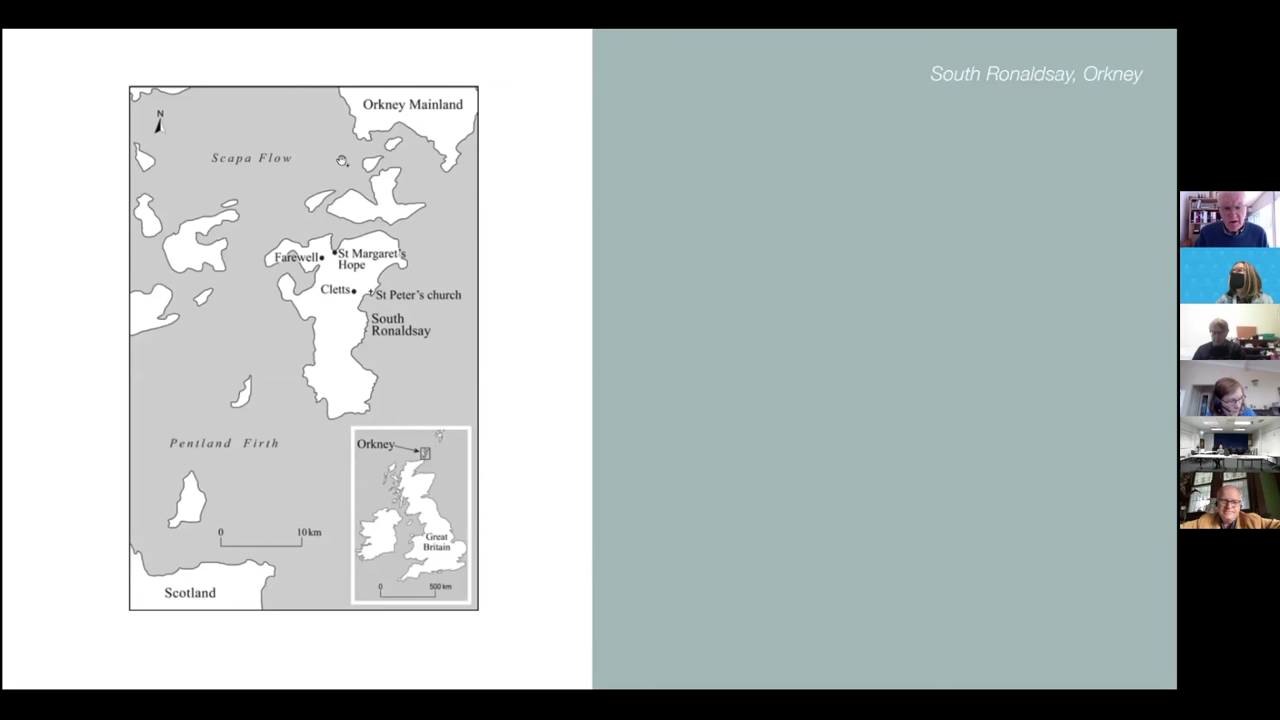 South Ronaldsay, Orkney
Orkney Mainland
N
Scapa Flow
Farewell
St Margaret's
Hope
Cletts
St Peter's church
South
Ronaldsay
Pentland Firth
Orkney
0 10 km
Great
Britain
0 500 km
Scotland